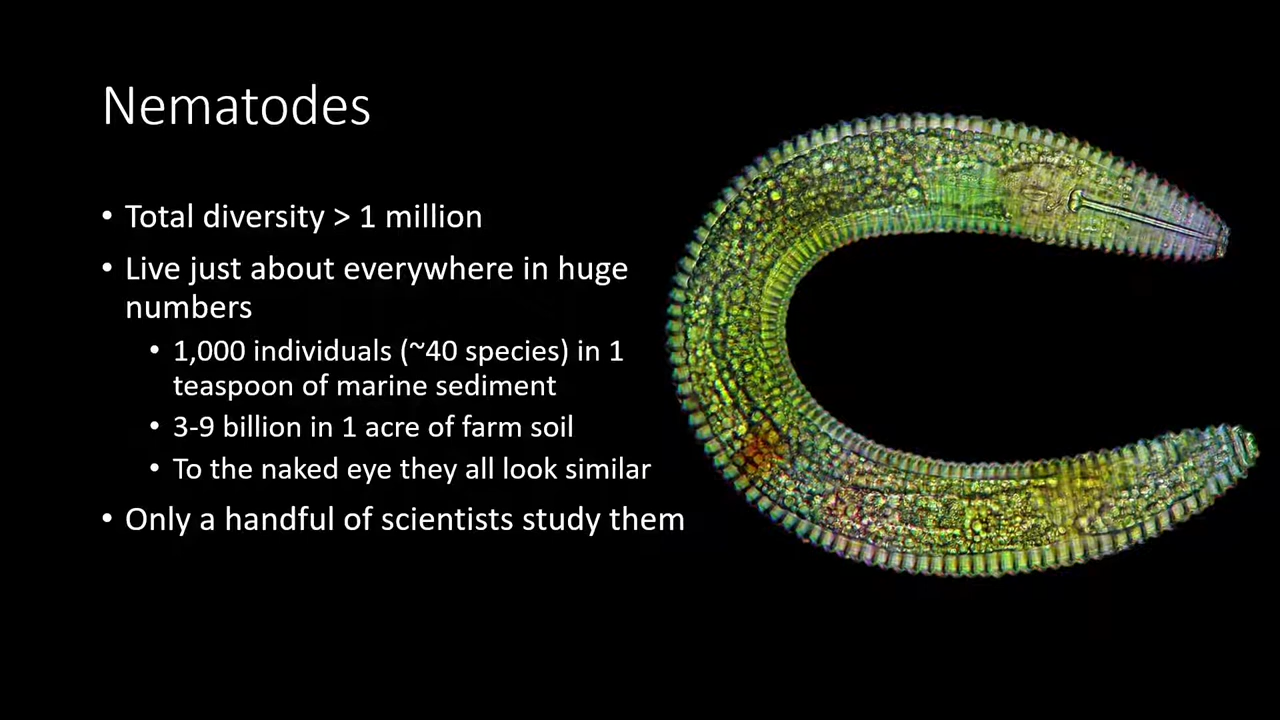 Nematodes
• Total diversity > 1 million
• Live just about everywhere in huge
numbers
• 1,000 individuals (~40 species) in 1
teaspoon of marine sediment
• 3-9 billion in 1 acre of farm soil
• To the naked eye they all look similar
• Only a handful of scientists study them